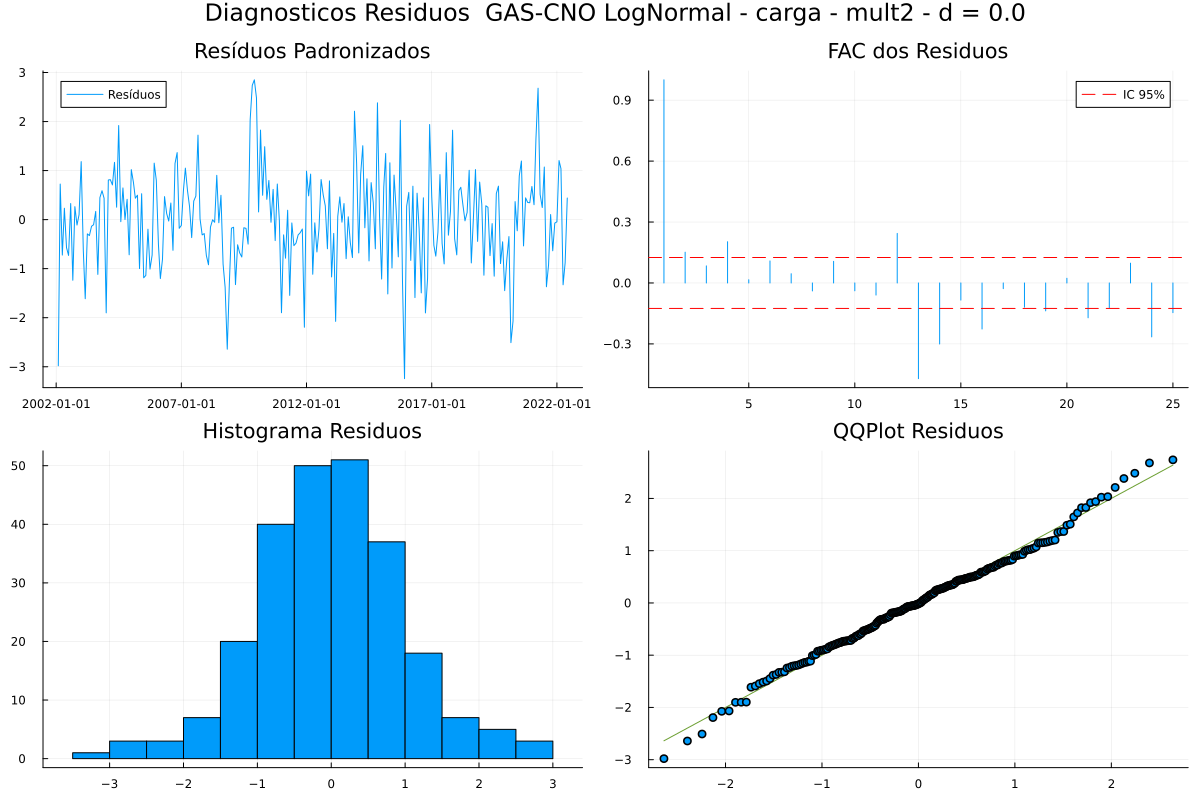 Diagnosticos Residuos  GAS-CNO LogNormal - carga - mult2 - d = 0.0
Resíduos Padronizados
Resíduos
3
2
1
0
−1
−2
−3
2002-01-01 2007-01-01 2012-01-01 2017-01-01 2022-01-01
FAC dos Residuos
IC 95%
0.9
0.6
0.3
0.0
−0.3
5 10 15 20 25
Histograma Residuos
50
40
30
20
10
0
−3 −2 −1 0 1 2 3
QQPlot Residuos
2
1
0
−1
−2
−3
−2 −1 0 1 2